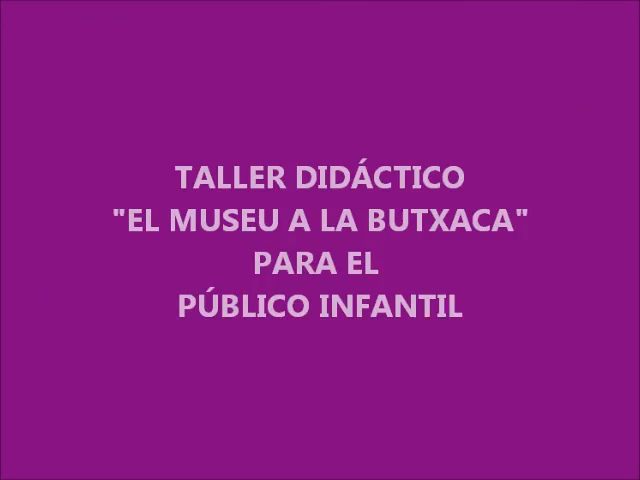 TALLER DIDÁCTICO
"EL MUSEU A LA BUTXACA"
PARA EL
PÚBLICO INFANTIL